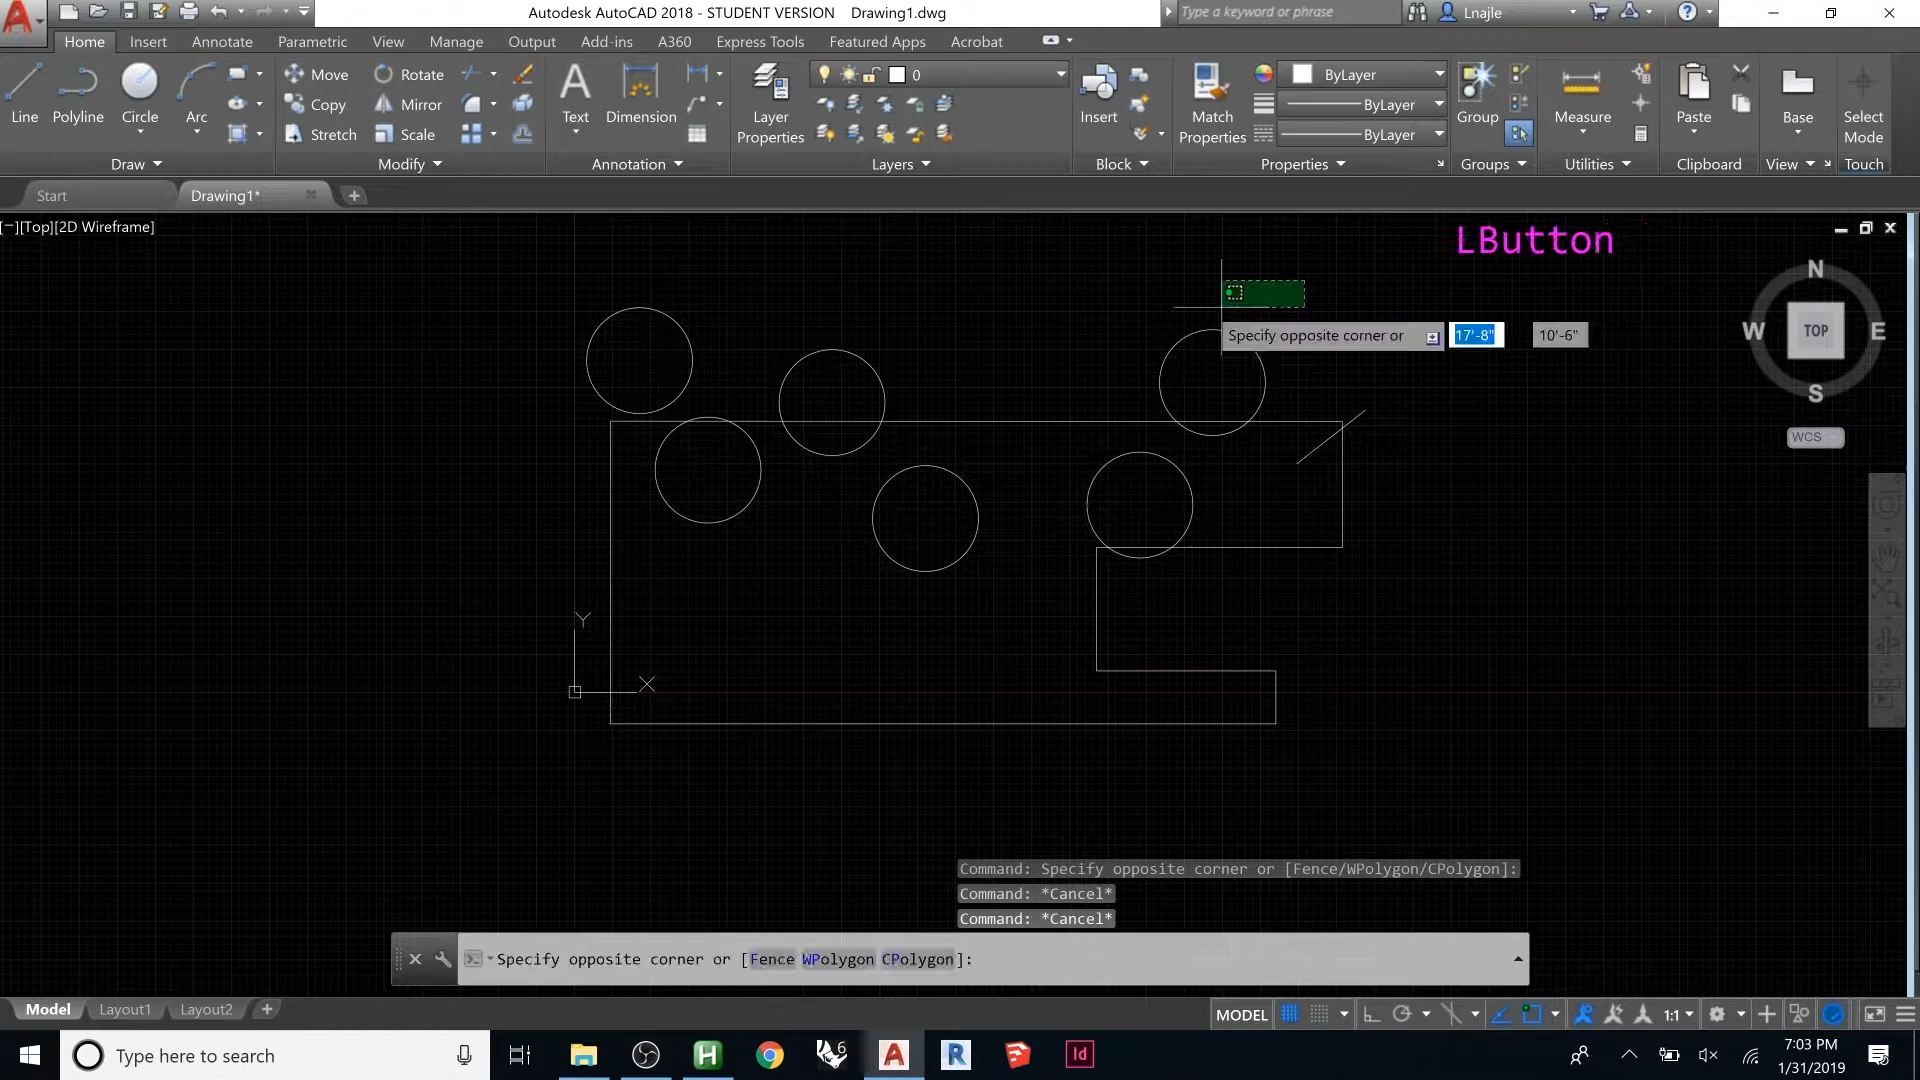 Autodesk AutoCAD 2018 - STUDENT VERSION Drawing1.dwg
Type a keyword or phrase
Lnajle
Home Insert Annotate Parametric View Manage Output Add-ins A360 Express Tools Featured Apps Acrobat
Line Polyline Circle Arc
Move Rotate
Copy Mirror
Stretch Scale
Text Dimension
Layer Properties
0
Insert
Match Properties
ByLayer
ByLayer
ByLayer
Group
Measure
Paste
Base
Select Mode
Draw Modify Annotation Layers Block Properties Groups Utilities Clipboard View Touch
Start Drawing1*
[−][Top][2D Wireframe]
LButton
N
W TOP E
S
WCS
Specify opposite corner or 17'-8" 10'-6"
Y
X
Command: Specify opposite corner or [Fence/WPolygon/CPolygon]:
Command: *Cancel*
Command: *Cancel*
Specify opposite corner or [Fence WPolygon CPolygon]:
Model Layout1 Layout2
MODEL 1:1
Type here to search
H
6
A
R
Id
7:03 PM
1/31/2019